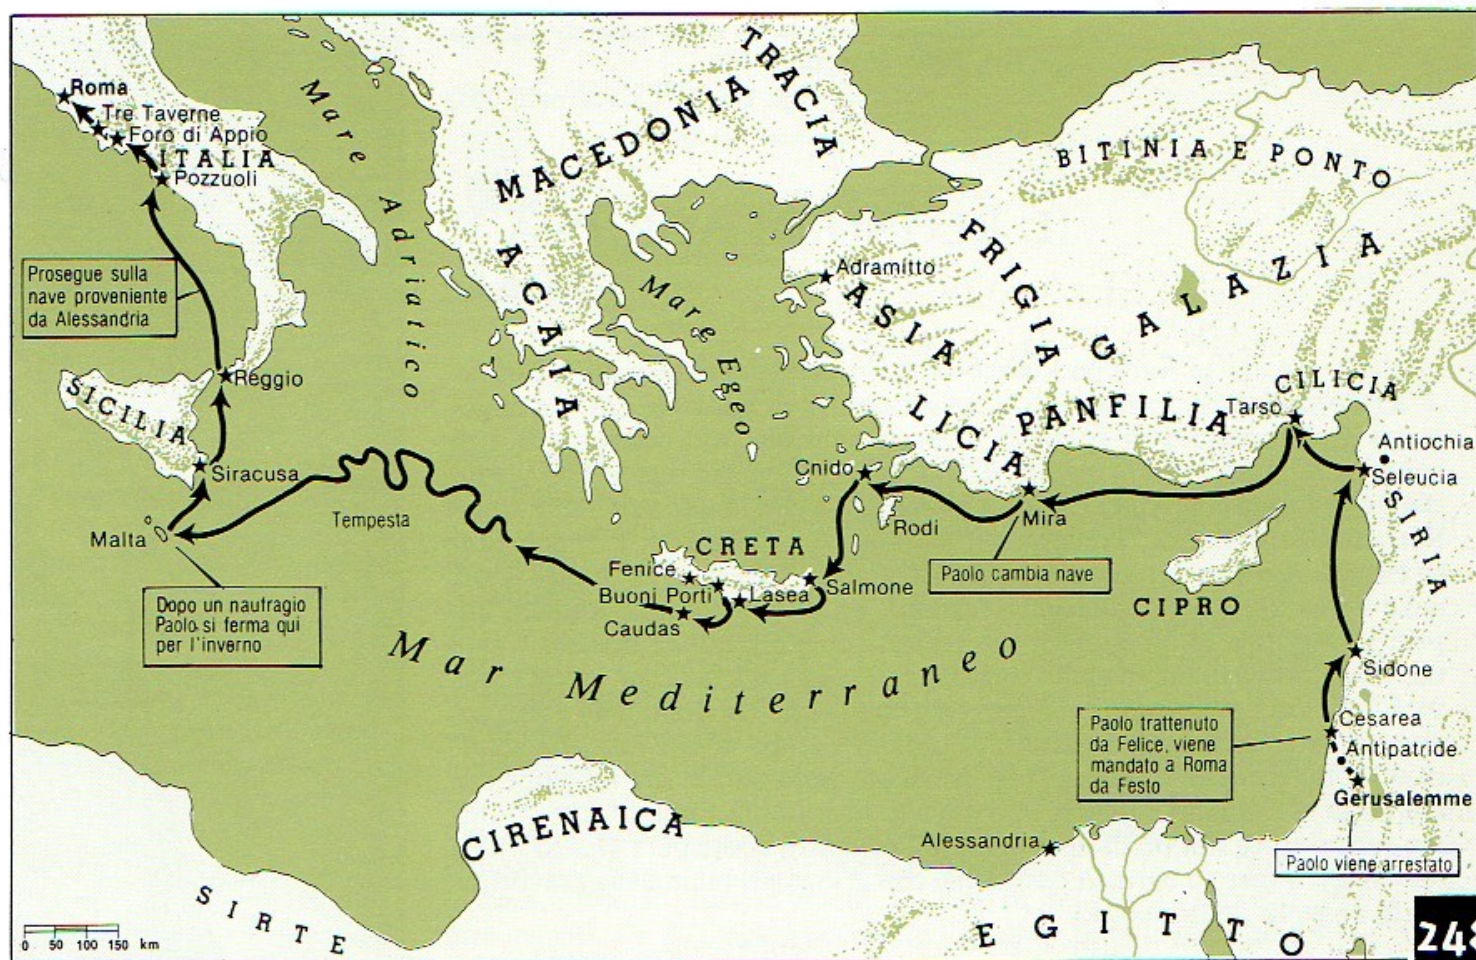 Roma
Tre Taverne
Foro di Appio
ITALIA
Pozzuoli
Mare Adriatico
MACEDONIA
TRACIA
BITINIA E PONTO
ACAIA
Mare Egeo
Adramitto
ASIA
FRIGIA
GALAZIA
Prosegue sulla
nave proveniente
da Alessandria
Reggio
SICILIA
Siracusa
Malta
Tempesta
Dopo un naufragio
Paolo si ferma qui
per l'inverno
LICIA
PANFILIA
CILICIA
Tarso
Antiochia
Seleucia
SIRIA
Cnido
Rodi
Mira
Paolo cambia nave
CRETA
Fenice
Buoni Porti
Lasea
Salmone
Caudas
CIPRO
Mar Mediterraneo
Sidone
Cesarea
Antipatride
Gerusalemme
Paolo trattenuto
da Felice, viene
mandato a Roma
da Festo
Paolo viene arrestato
CIRENAICA
Alessandria
SIRTE
EGITTO
0 50 100 150 km